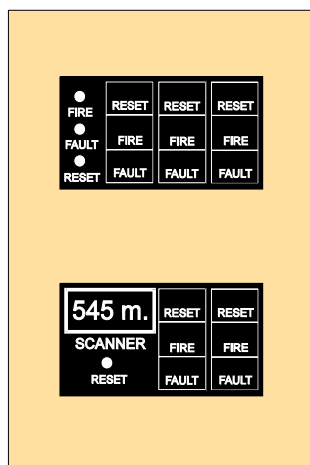 RESET RESET RESET
FIRE
FAULT FIRE FIRE FIRE
RESET FAULT FAULT FAULT
545 m. RESET RESET
SCANNER FIRE FIRE
RESET FAULT FAULT